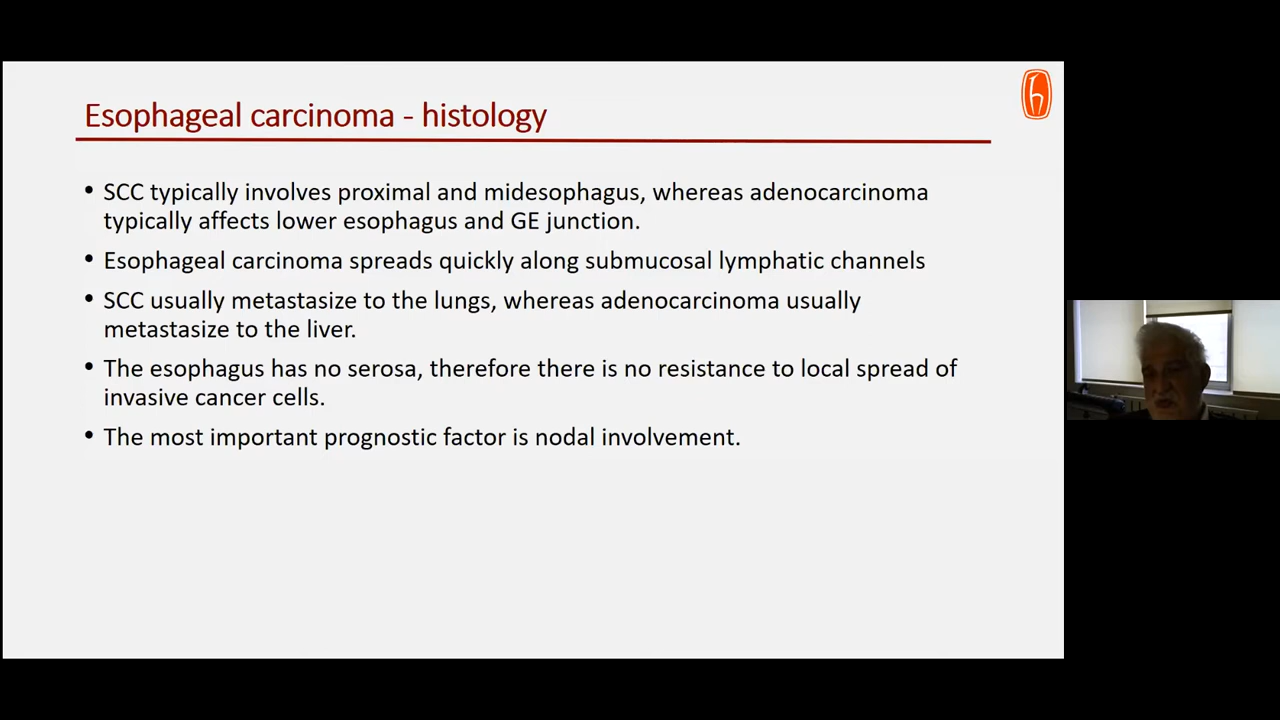 Esophageal carcinoma - histology
• SCC typically involves proximal and midesophagus, whereas adenocarcinoma
typically affects lower esophagus and GE junction.
• Esophageal carcinoma spreads quickly along submucosal lymphatic channels
• SCC usually metastasize to the lungs, whereas adenocarcinoma usually
metastasize to the liver.
• The esophagus has no serosa, therefore there is no resistance to local spread of
invasive cancer cells.
• The most important prognostic factor is nodal involvement.